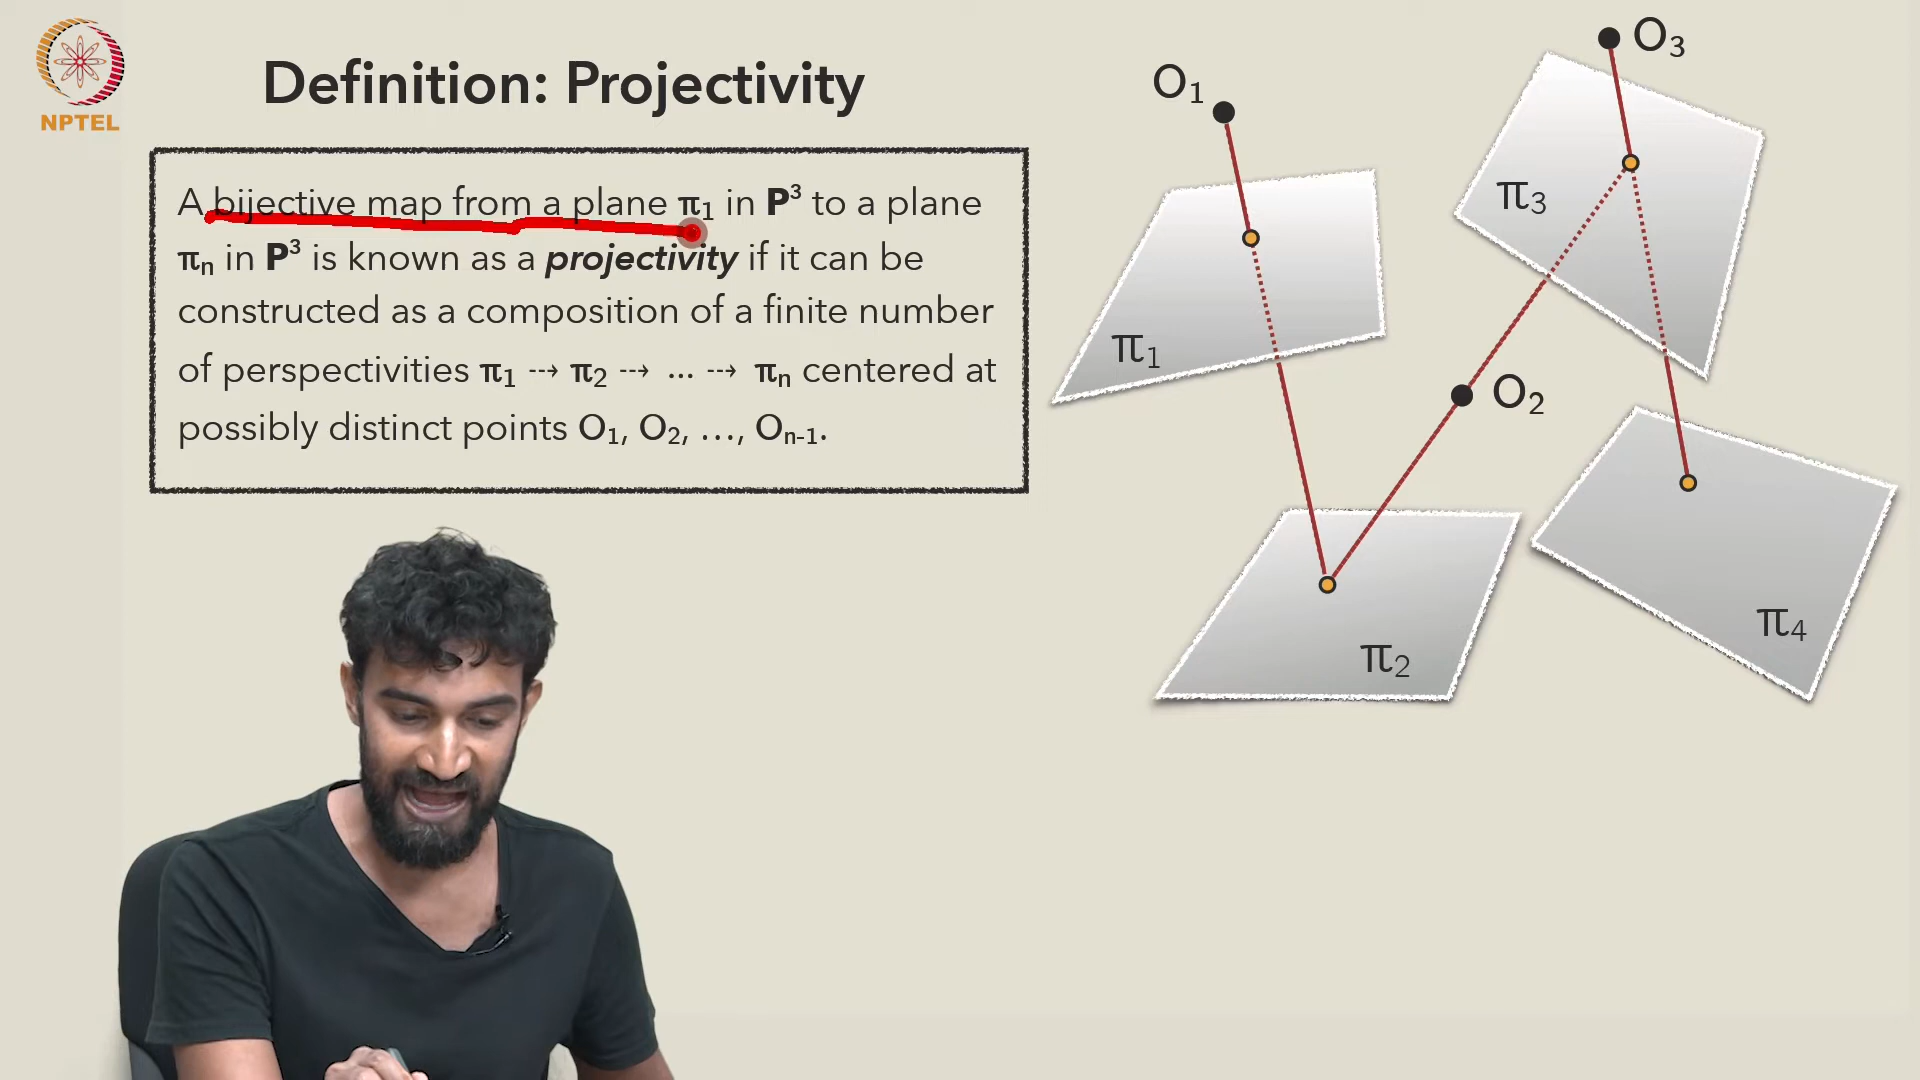 NPTEL
Definition: Projectivity
A bijective map from a plane π₁ in P³ to a plane
πₙ in P³ is known as a projectivity if it can be
constructed as a composition of a finite number
of perspectivities π₁ ⇢ π₂ ⇢ ... ⇢ πₙ centered at
possibly distinct points O₁, O₂, …, Oₙ₋₁.
O₁
O₃
π₃
π₁
O₂
π₄
π₂